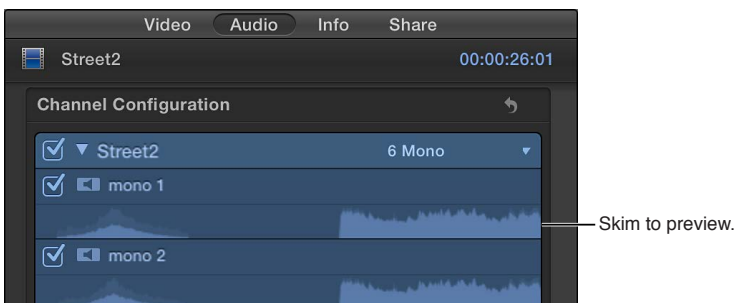 Video Audio Info Share
Street2 00:00:26:01
Channel Configuration
Street2 6 Mono
mono 1
Skim to preview.
mono 2